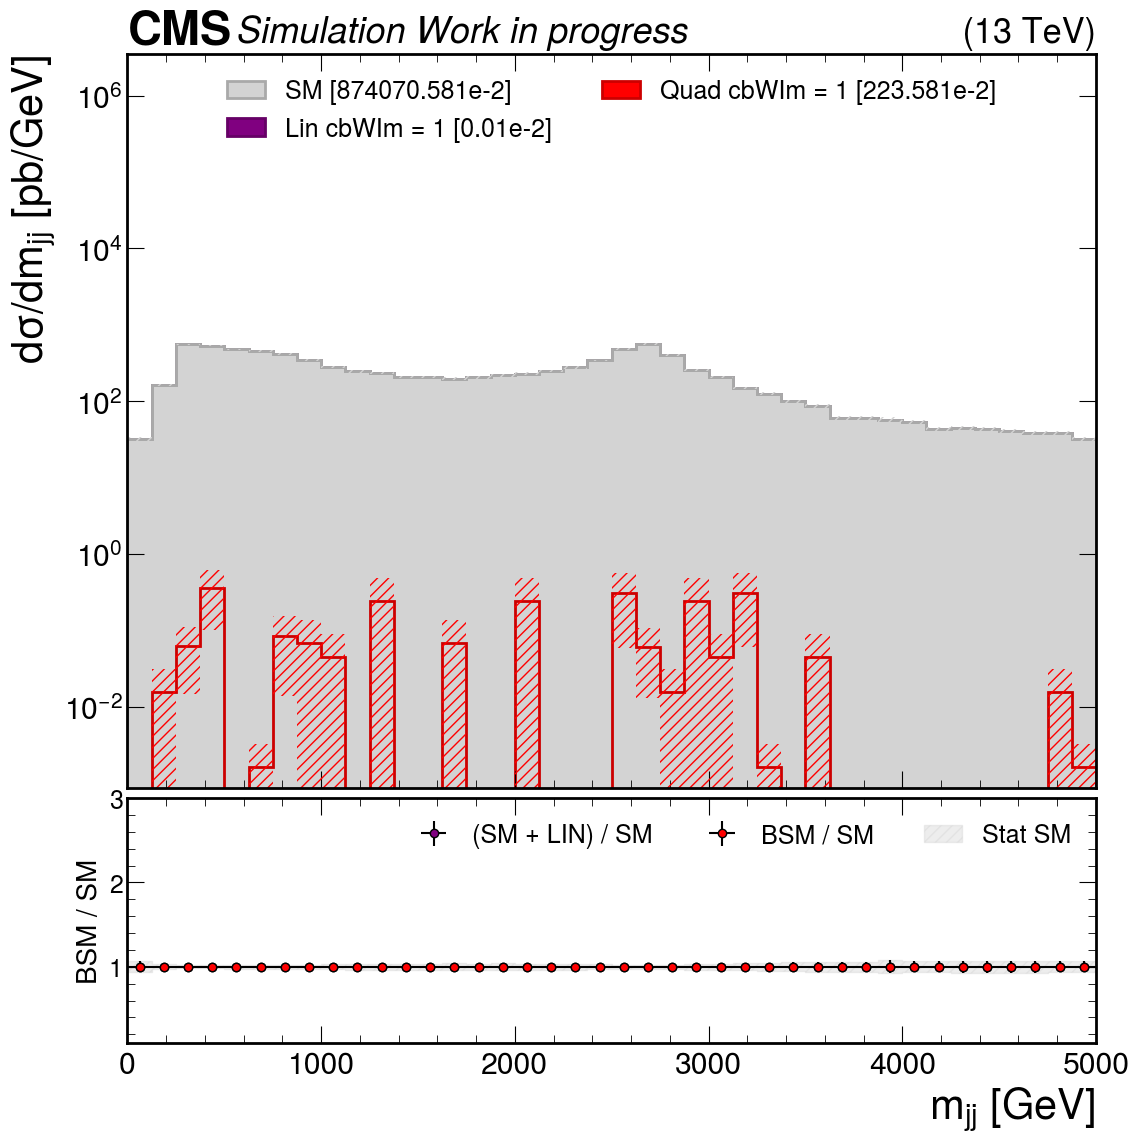 CMS Simulation Work in progress (13 TeV)
dσ/dm_jj [pb/GeV]
SM [874070.581e-2]
Quad cbWIm = 1 [223.581e-2]
Lin cbWIm = 1 [0.01e-2]
10^6
10^4
10^2
10^0
10^−2
BSM / SM
(SM + LIN) / SM
BSM / SM
Stat SM
3
2
1
0 1000 2000 3000 4000 5000
m_jj [GeV]